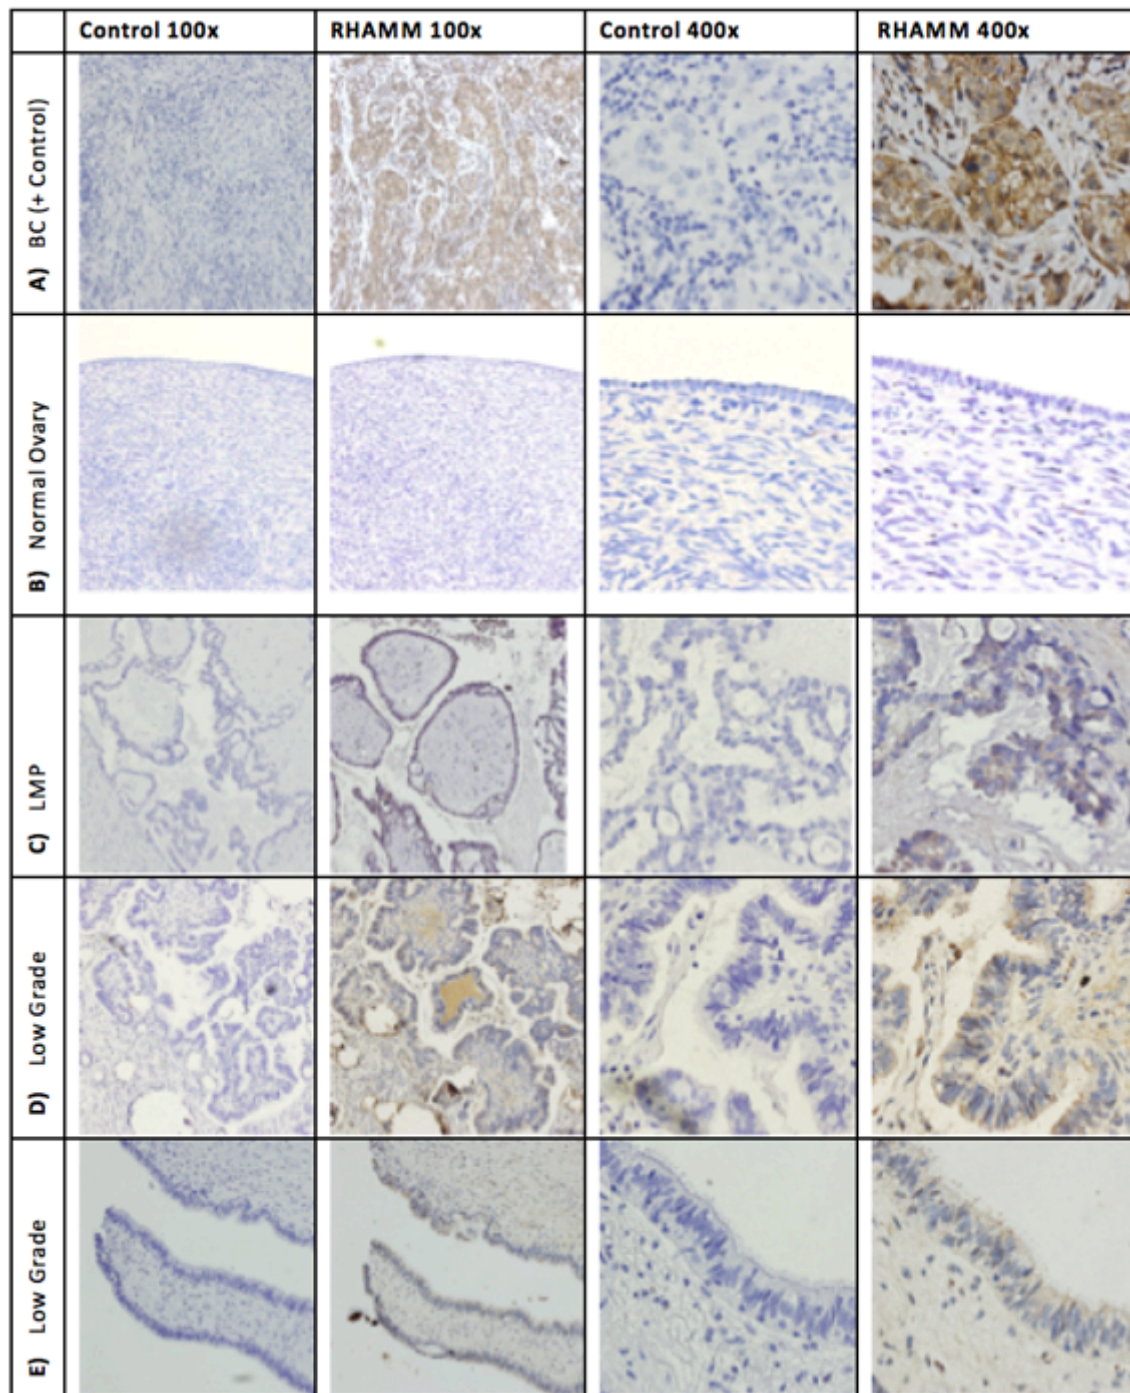 Control 100x
RHAMM 100x
Control 400x
RHAMM 400x
A) BC (+ Control)
B) Normal Ovary
C) LMP
D) Low Grade
E) Low Grade